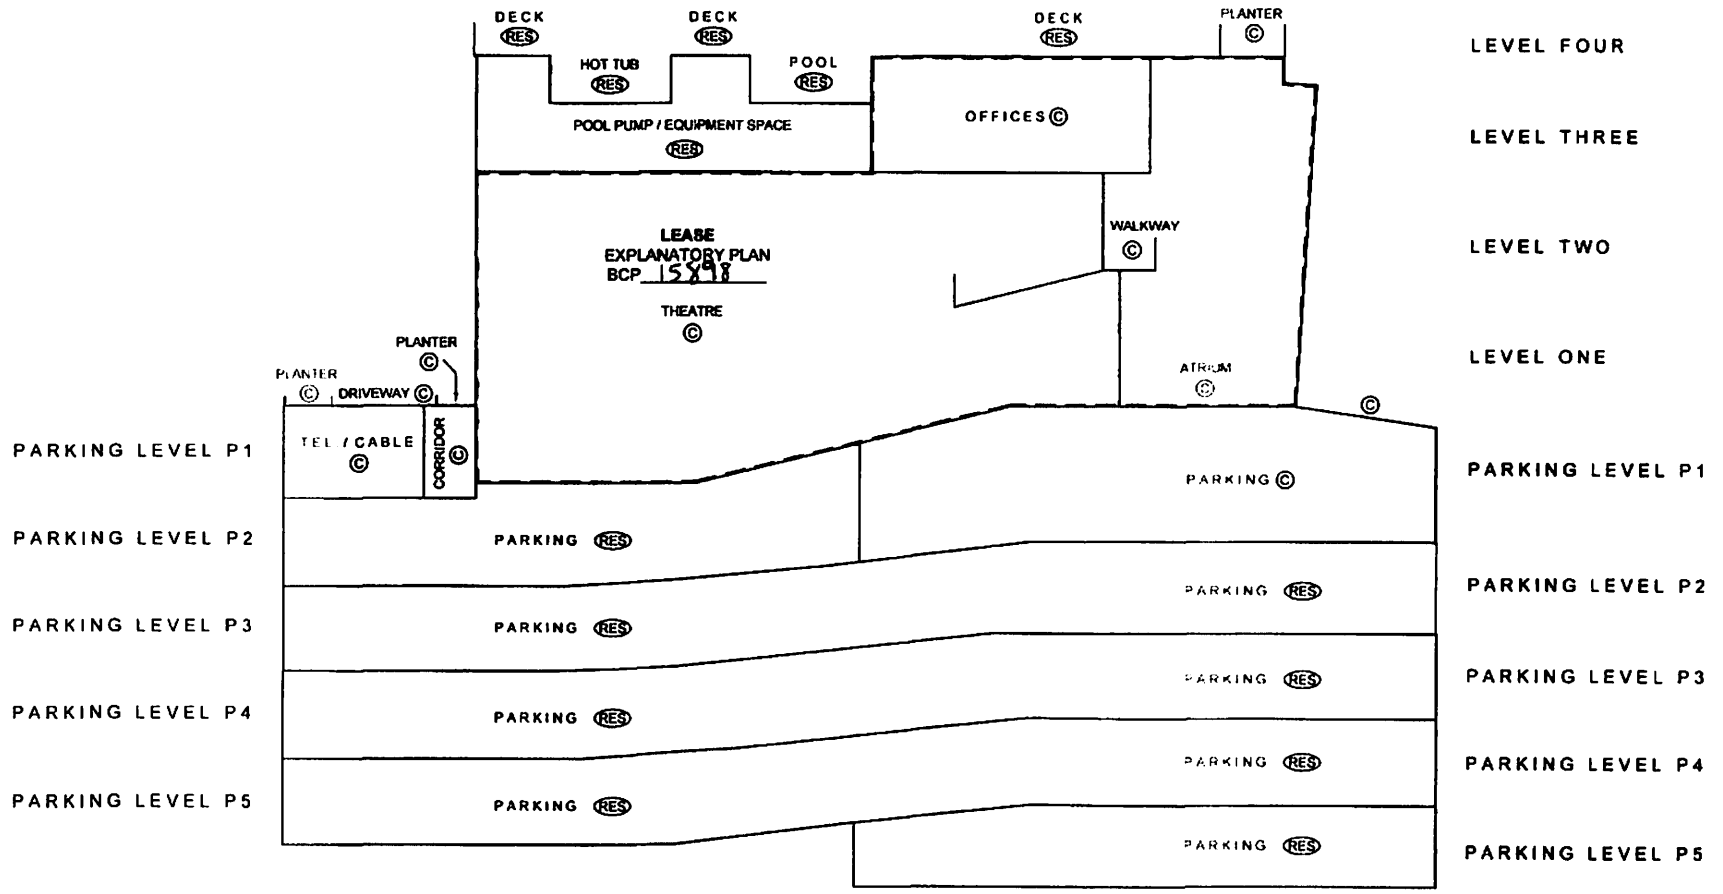 DECK DECK DECK PLANTER
RES RES RES C
LEVEL FOUR
HOT TUB POOL
RES RES
OFFICES C
POOL PUMP / EQUIPMENT SPACE
RES
LEVEL THREE
LEASE
EXPLANATORY PLAN
BCP 15898
WALKWAY
C
LEVEL TWO
THEATRE
C
PLANTER
C
LEVEL ONE
PLANTER
C
DRIVEWAY C
ATRIUM
C
C
PARKING LEVEL P1
TEL / CABLE
C
CORRIDOR
C
PARKING C
PARKING LEVEL P1
PARKING LEVEL P2
PARKING RES
PARKING RES
PARKING LEVEL P2
PARKING LEVEL P3
PARKING RES
PARKING RES
PARKING LEVEL P3
PARKING LEVEL P4
PARKING RES
PARKING RES
PARKING LEVEL P4
PARKING LEVEL P5
PARKING RES
PARKING RES
PARKING LEVEL P5